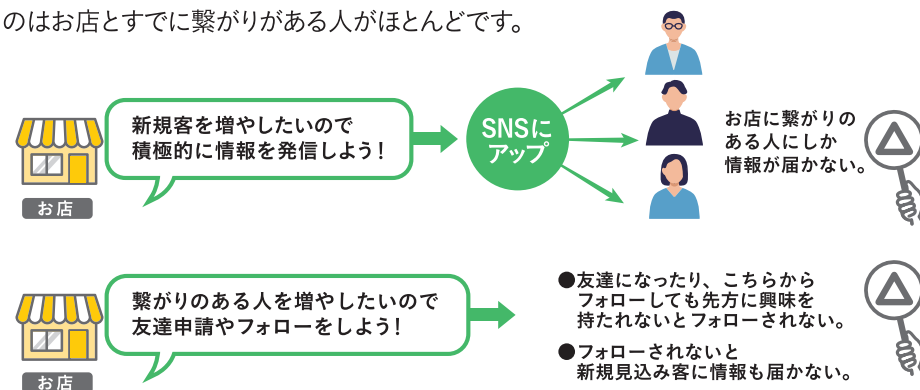 のはお店とすでに繋がりがある人がほとんどです。
新規客を増やしたいので
積極的に情報を発信しよう！
SNSに
アップ
お店に繋がりの
ある人にしか
情報が届かない。
お店
繋がりのある人を増やしたいので
友達申請やフォローをしよう！
●友達になったり、こちらから
フォローしても先方に興味を
持たれないとフォローされない。
●フォローされないと
新規見込み客に情報も届かない。
お店